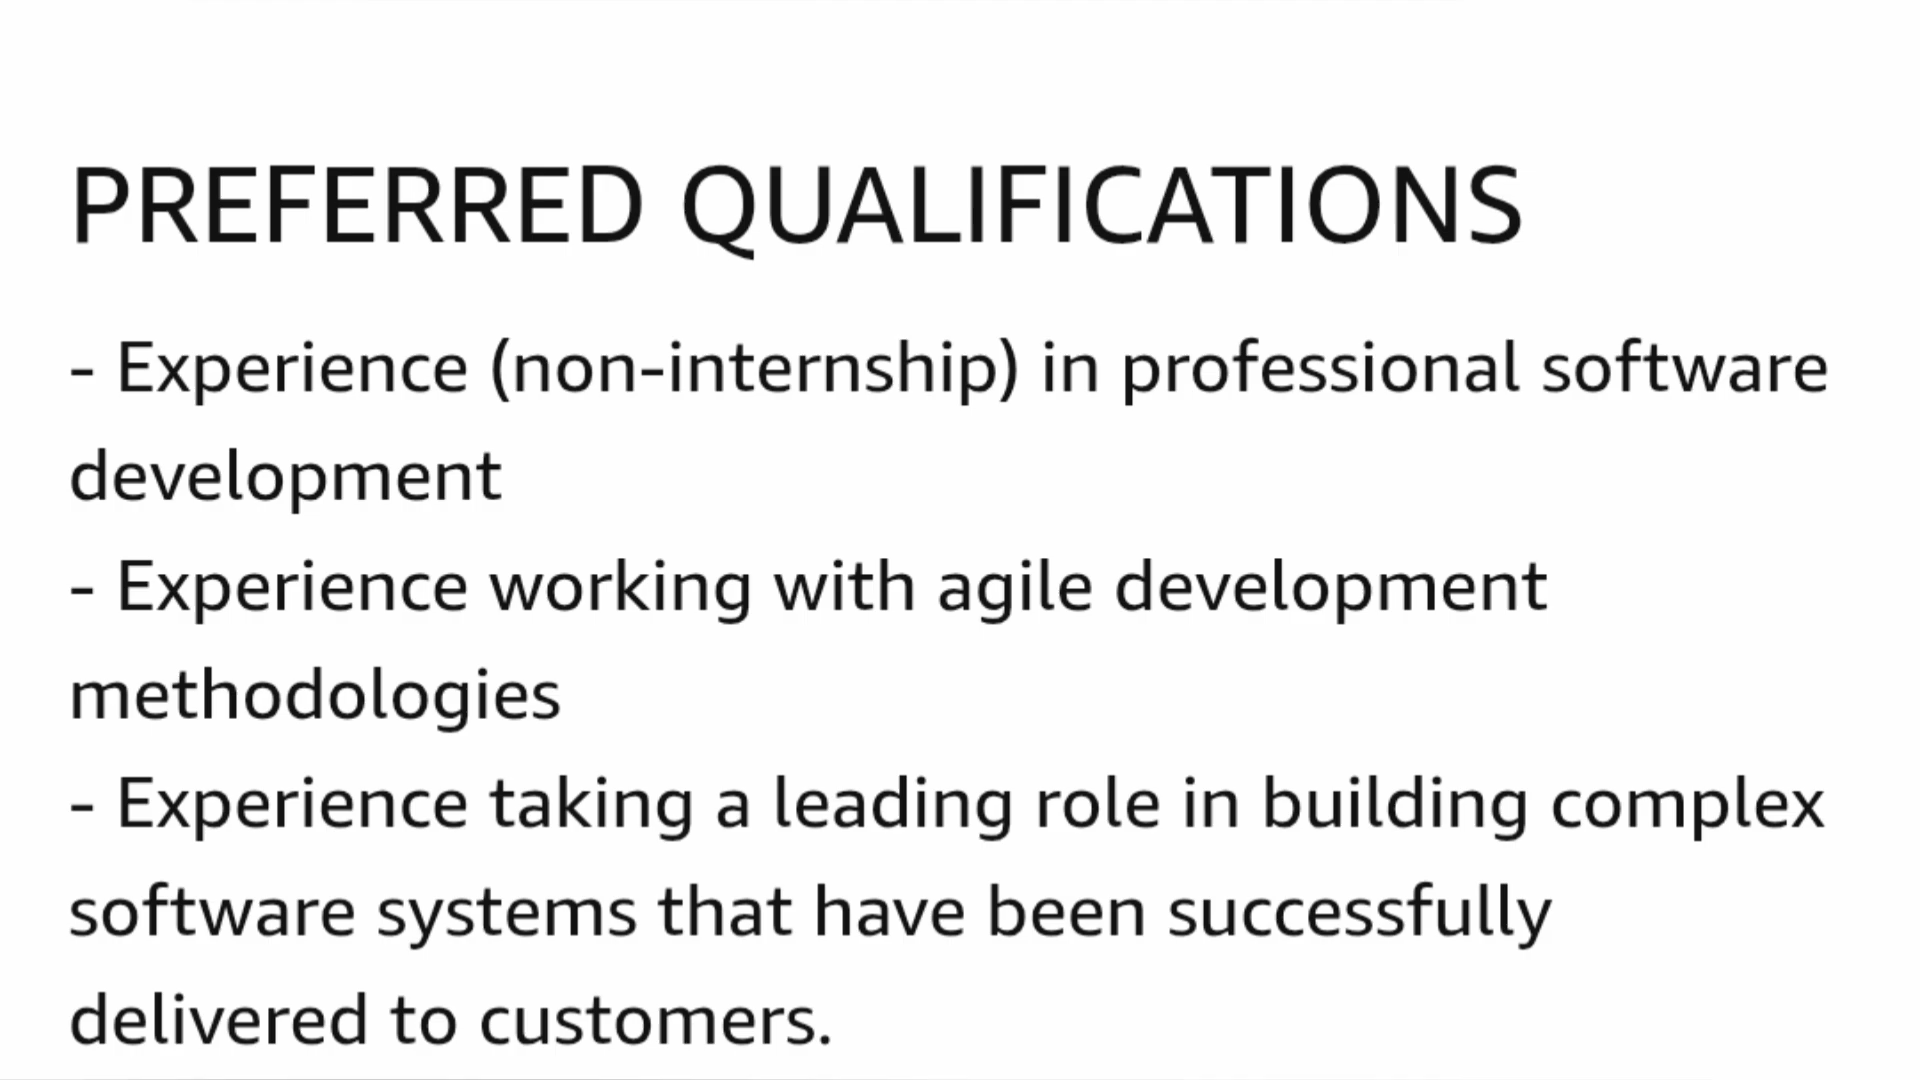 PREFERRED QUALIFICATIONS
- Experience (non-internship) in professional software
development
- Experience working with agile development
methodologies
- Experience taking a leading role in building complex
software systems that have been successfully
delivered to customers.